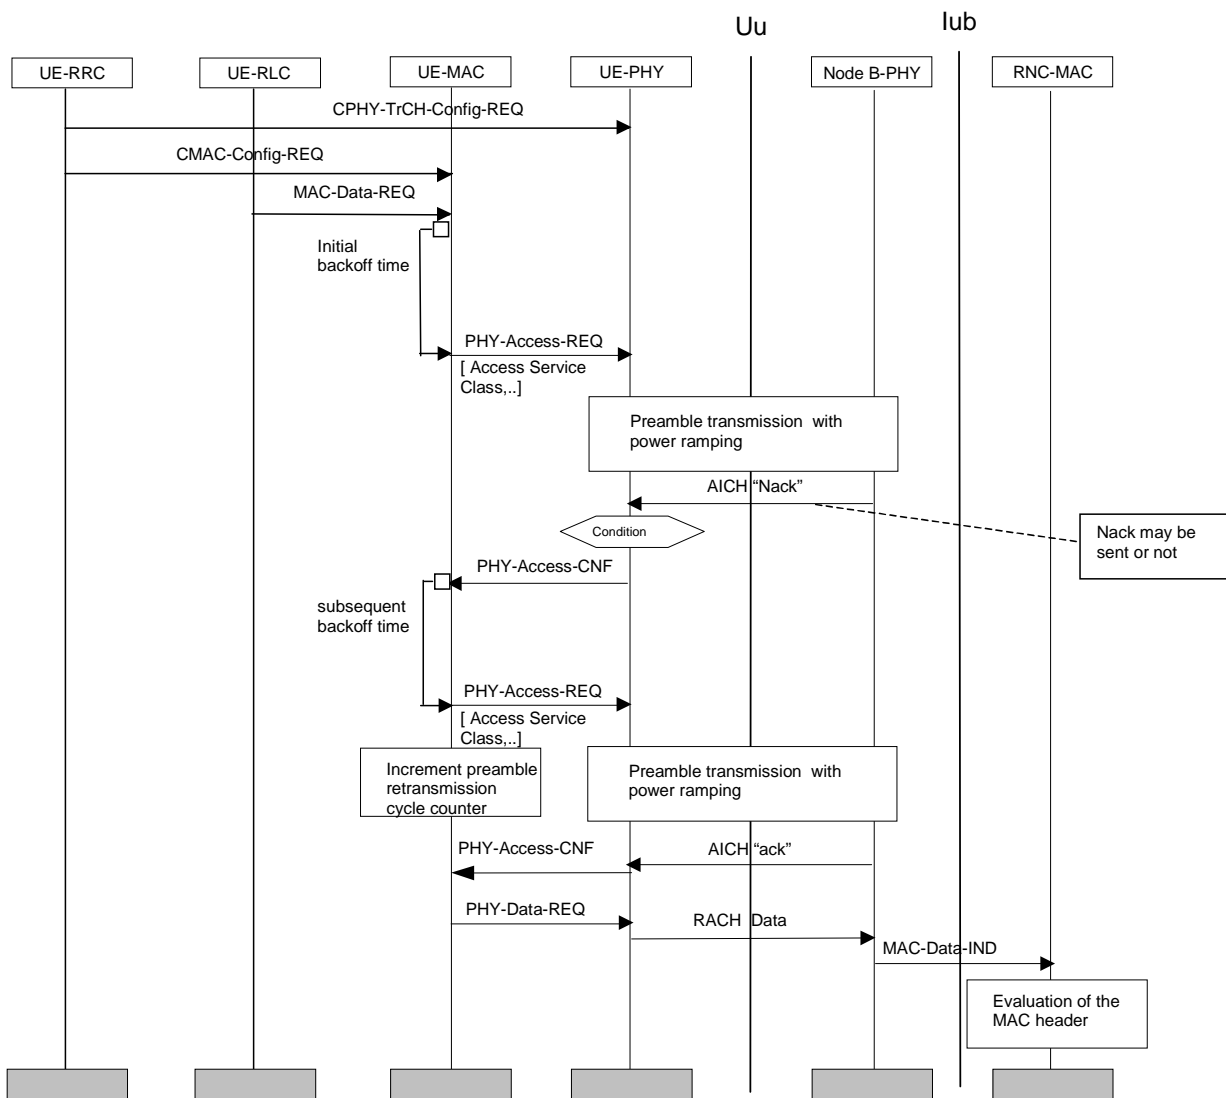 Uu
Iub
UE-RRC
UE-RLC
UE-MAC
UE-PHY
Node B-PHY
RNC-MAC
CPHY-TrCH-Config-REQ
CMAC-Config-REQ
MAC-Data-REQ
Initial
backoff time
PHY-Access-REQ
[ Access Service
Class,..]
Preamble transmission with
power ramping
AICH “Nack”
Condition
Nack may be
sent or not
PHY-Access-CNF
subsequent
backoff time
PHY-Access-REQ
[ Access Service
Class,..]
Increment preamble
retransmission
cycle counter
Preamble transmission with
power ramping
PHY-Access-CNF
AICH “ack”
PHY-Data-REQ
RACH Data
MAC-Data-IND
Evaluation of the
MAC header